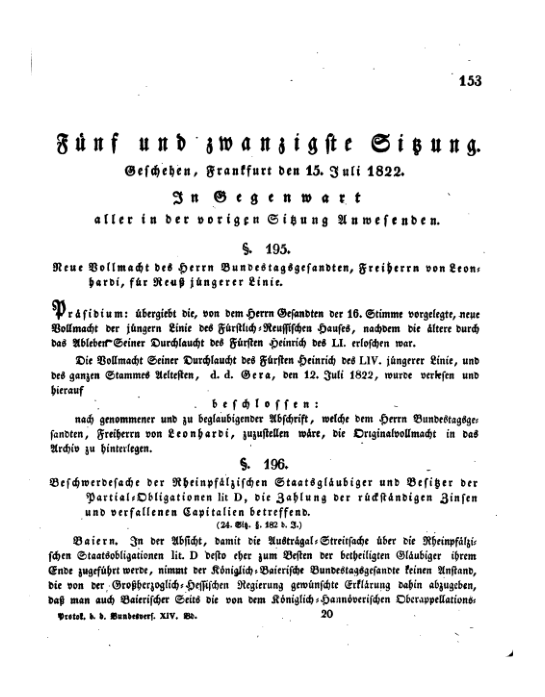 153
Fünf und zwanzigste Sitzung.
Geschehen, Frankfurt den 15. Juli 1822.
In Gegenwart
aller in der vorigen Sitzung Anwesenden.
§. 195.
Neue Vollmacht des Herrn Bundestagsgesandten, Freiherrn von Leon-
hardi, für Reuß jüngerer Linie.
Präsidium: übergiebt die, von dem Herrn Gesandten der 16. Stimme vorgelegte, neue
Vollmacht der jüngern Linie des Fürstlich-Reussischen Hauses, nachdem die ältere durch
das Ableben Seiner Durchlaucht des Fürsten Heinrich des LI. erloschen war.
Die Vollmacht Seiner Durchlaucht des Fürsten Heinrich des LIV. jüngerer Linie, und
des ganzen Stammes Aeltesten, d. d. Gera, den 12. Juli 1822, wurde verlesen und
hierauf
beschlossen:
nach genommener und zu beglaubigender Abschrift, welche dem Herrn Bundestagsge-
sandten, Freiherrn von Leonhardi, zuzustellen wäre, die Originalvollmacht in das
Archiv zu hinterlegen.
§. 196.
Beschwerdesache der Rheinpfälzischen Staatsgläubiger und Besitzer der
Partial-Obligationen lit D, die Zahlung der rückständigen Zinsen
und verfallenen Capitalien betreffend.
(24. Sitz. §. 182 d. J.)
Baiern. In der Absicht, damit die Austrägal-Streitsache über die Rheinpfälzi-
schen Staatsobligationen lit. D desto eher zum Besten der betheiligten Gläubiger ihrem
Ende zugeführt werde, nimmt der Königlich-Baierische Bundestagsgesandte keinen Anstand,
die von der Großherzoglich-Hessischen Regierung gewünschte Erklärung dahin abzugeben,
daß man auch Baierischer Seits die von dem Königlich-Hannöverischen Oberappellations-
Protok. d. d. Bundesvers. XIV. Bd. 20